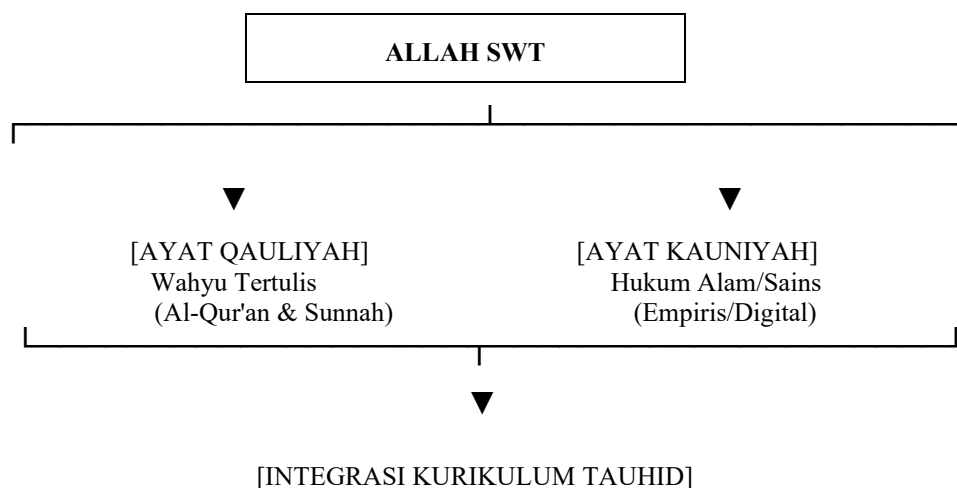 ALLAH SWT
[AYAT QAULIYAH]
Wahyu Tertulis
(Al-Qur'an & Sunnah)
[AYAT KAUNIYAH]
Hukum Alam/Sains
(Empiris/Digital)
[INTEGRASI KURIKULUM TAUHID]